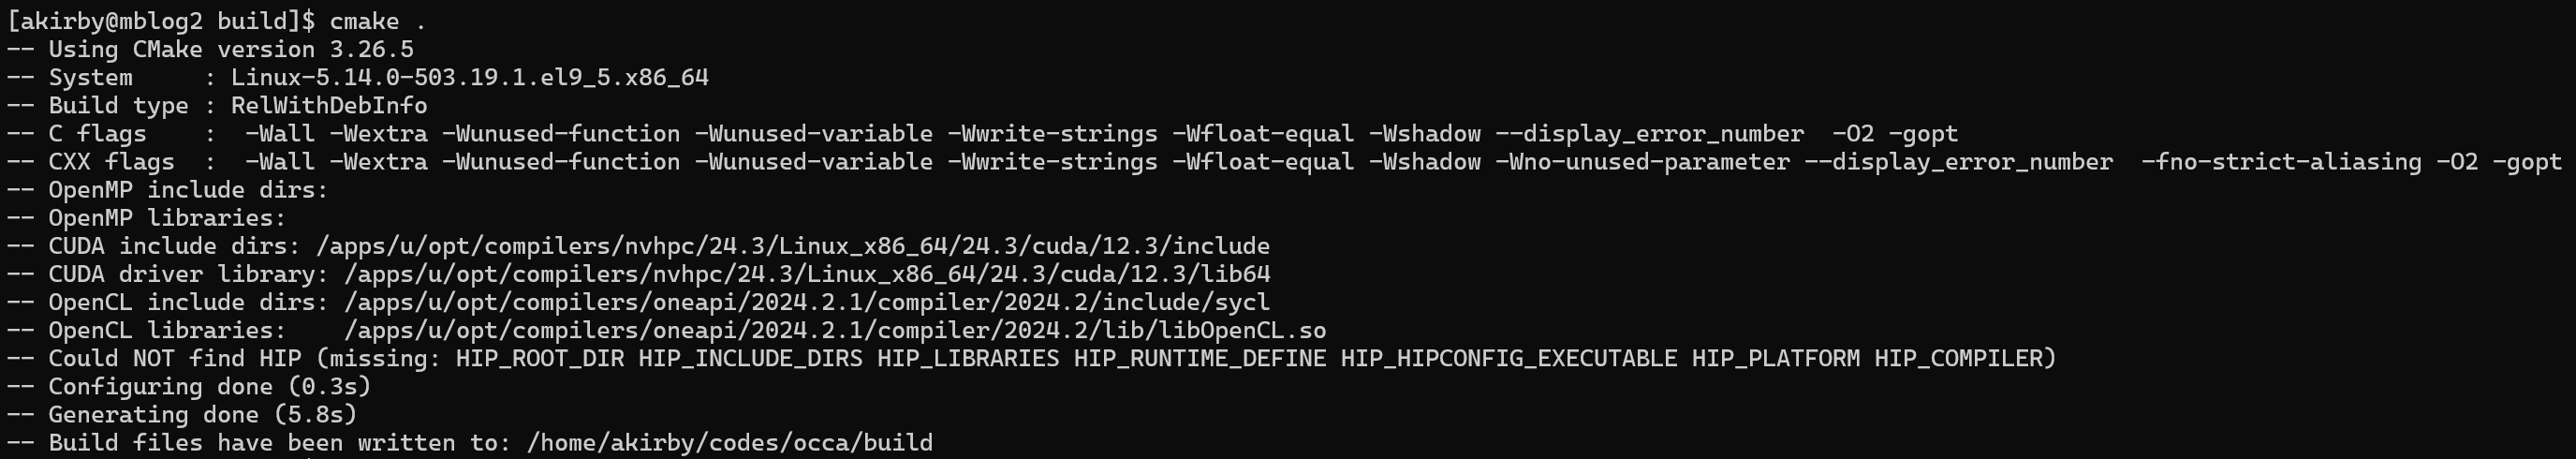 [akirby@mblog2 build]$ cmake .
-- Using CMake version 3.26.5
-- System     : Linux-5.14.0-503.19.1.el9_5.x86_64
-- Build type : RelWithDebInfo
-- C flags    :  -Wall -Wextra -Wunused-function -Wunused-variable -Wwrite-strings -Wfloat-equal -Wshadow --display_error_number  -O2 -gopt
-- CXX flags  :  -Wall -Wextra -Wunused-function -Wunused-variable -Wwrite-strings -Wfloat-equal -Wshadow -Wno-unused-parameter --display_error_number  -fno-strict-aliasing -O2 -gopt
-- OpenMP include dirs:
-- OpenMP libraries:
-- CUDA include dirs: /apps/u/opt/compilers/nvhpc/24.3/Linux_x86_64/24.3/cuda/12.3/include
-- CUDA driver library: /apps/u/opt/compilers/nvhpc/24.3/Linux_x86_64/24.3/cuda/12.3/lib64
-- OpenCL include dirs: /apps/u/opt/compilers/oneapi/2024.2.1/compiler/2024.2/include/sycl
-- OpenCL libraries:    /apps/u/opt/compilers/oneapi/2024.2.1/compiler/2024.2/lib/libOpenCL.so
-- Could NOT find HIP (missing: HIP_ROOT_DIR HIP_INCLUDE_DIRS HIP_LIBRARIES HIP_RUNTIME_DEFINE HIP_HIPCONFIG_EXECUTABLE HIP_PLATFORM HIP_COMPILER)
-- Configuring done (0.3s)
-- Generating done (5.8s)
-- Build files have been written to: /home/akirby/codes/occa/build